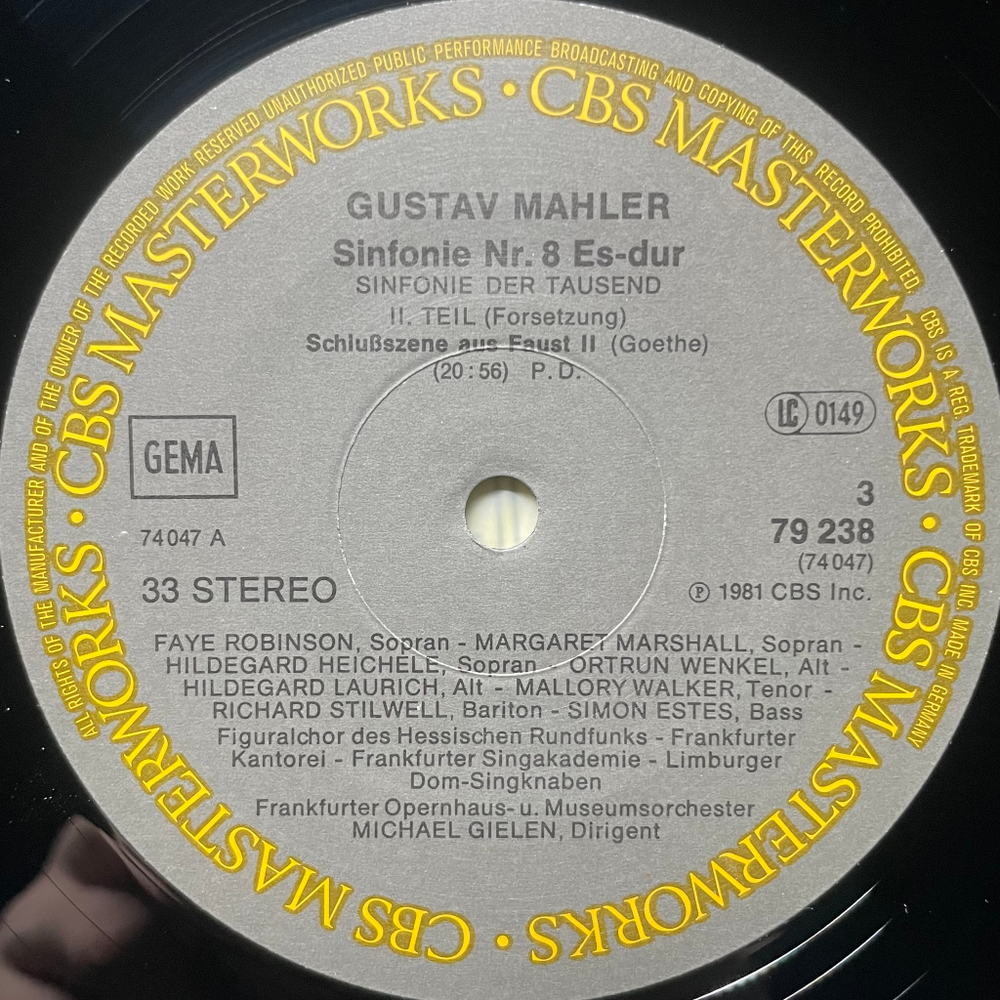 ALL RIGHTS OF THE MANUFACTURER AND OF THE OWNER OF THE RECORDED WORK RESERVED UNAUTHORIZED PUBLIC PERFORMANCE BROADCASTING AND COPYING OF THIS RECORD PROHIBITED. CBS IS A REG. TRADEMARK OF CBS INC. MADE IN GERMANY
CBS MASTERWORKS • CBS MASTERWORKS • CBS MASTERWORKS • CBS MASTERWORKS •
GUSTAV MAHLER
Sinfonie Nr. 8 Es-dur
SINFONIE DER TAUSEND
II. TEIL (Forsetzung)
Schlußszene aus Faust II (Goethe)
(20:56) P.D.
GEMA
LC 0149
3
74047 A
79 238
(74047)
33 STEREO
℗ 1981 CBS Inc.
FAYE ROBINSON, Sopran - MARGARET MARSHALL, Sopran -
HILDEGARD HEICHELE, Sopran - ORTRUN WENKEL, Alt -
HILDEGARD LAURICH, Alt - MALLORY WALKER, Tenor -
RICHARD STILWELL, Bariton - SIMON ESTES, Bass
Figuralchor des Hessischen Rundfunks - Frankfurter
Kantorei - Frankfurter Singakademie - Limburger
Dom-Singknaben
Frankfurter Opernhaus- u. Museumsorchester
MICHAEL GIELEN, Dirigent